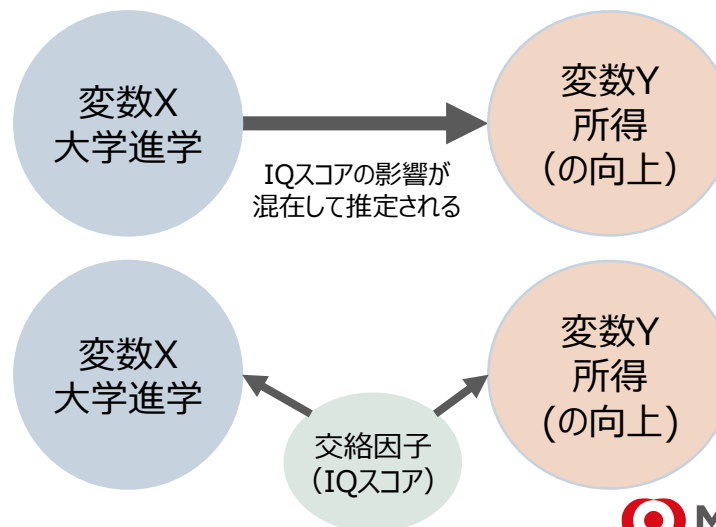 変数X
大学進学
変数Y
所得
（の向上）
IQスコアの影響が
混在して推定される
変数X
大学進学
変数Y
所得
(の向上)
交絡因子
（IQスコア）
M